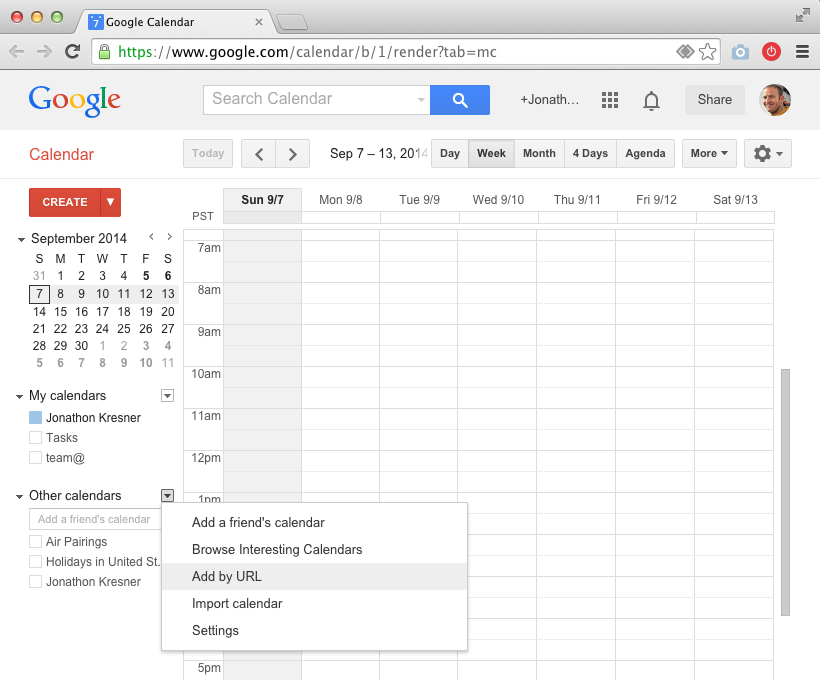 7 Google Calendar
https://www.google.com/calendar/b/1/render?tab=mc
Google
Search Calendar
+Jonath...
Share
Calendar
Today
Sep 7 – 13, 2014
Day
Week
Month
4 Days
Agenda
More
CREATE
Sun 9/7
Mon 9/8
Tue 9/9
Wed 9/10
Thu 9/11
Fri 9/12
Sat 9/13
PST
September 2014
S M T W T F S
31 1 2 3 4 5 6
7 8 9 10 11 12 13
14 15 16 17 18 19 20
21 22 23 24 25 26 27
28 29 30 1 2 3 4
5 6 7 8 9 10 11
My calendars
Jonathon Kresner
Tasks
team@
Other calendars
Add a friend's calendar
Air Pairings
Holidays in United St.
Jonathon Kresner
7am
8am
9am
10am
11am
12pm
1pm
Add a friend's calendar
Browse Interesting Calendars
Add by URL
Import calendar
Settings
5pm